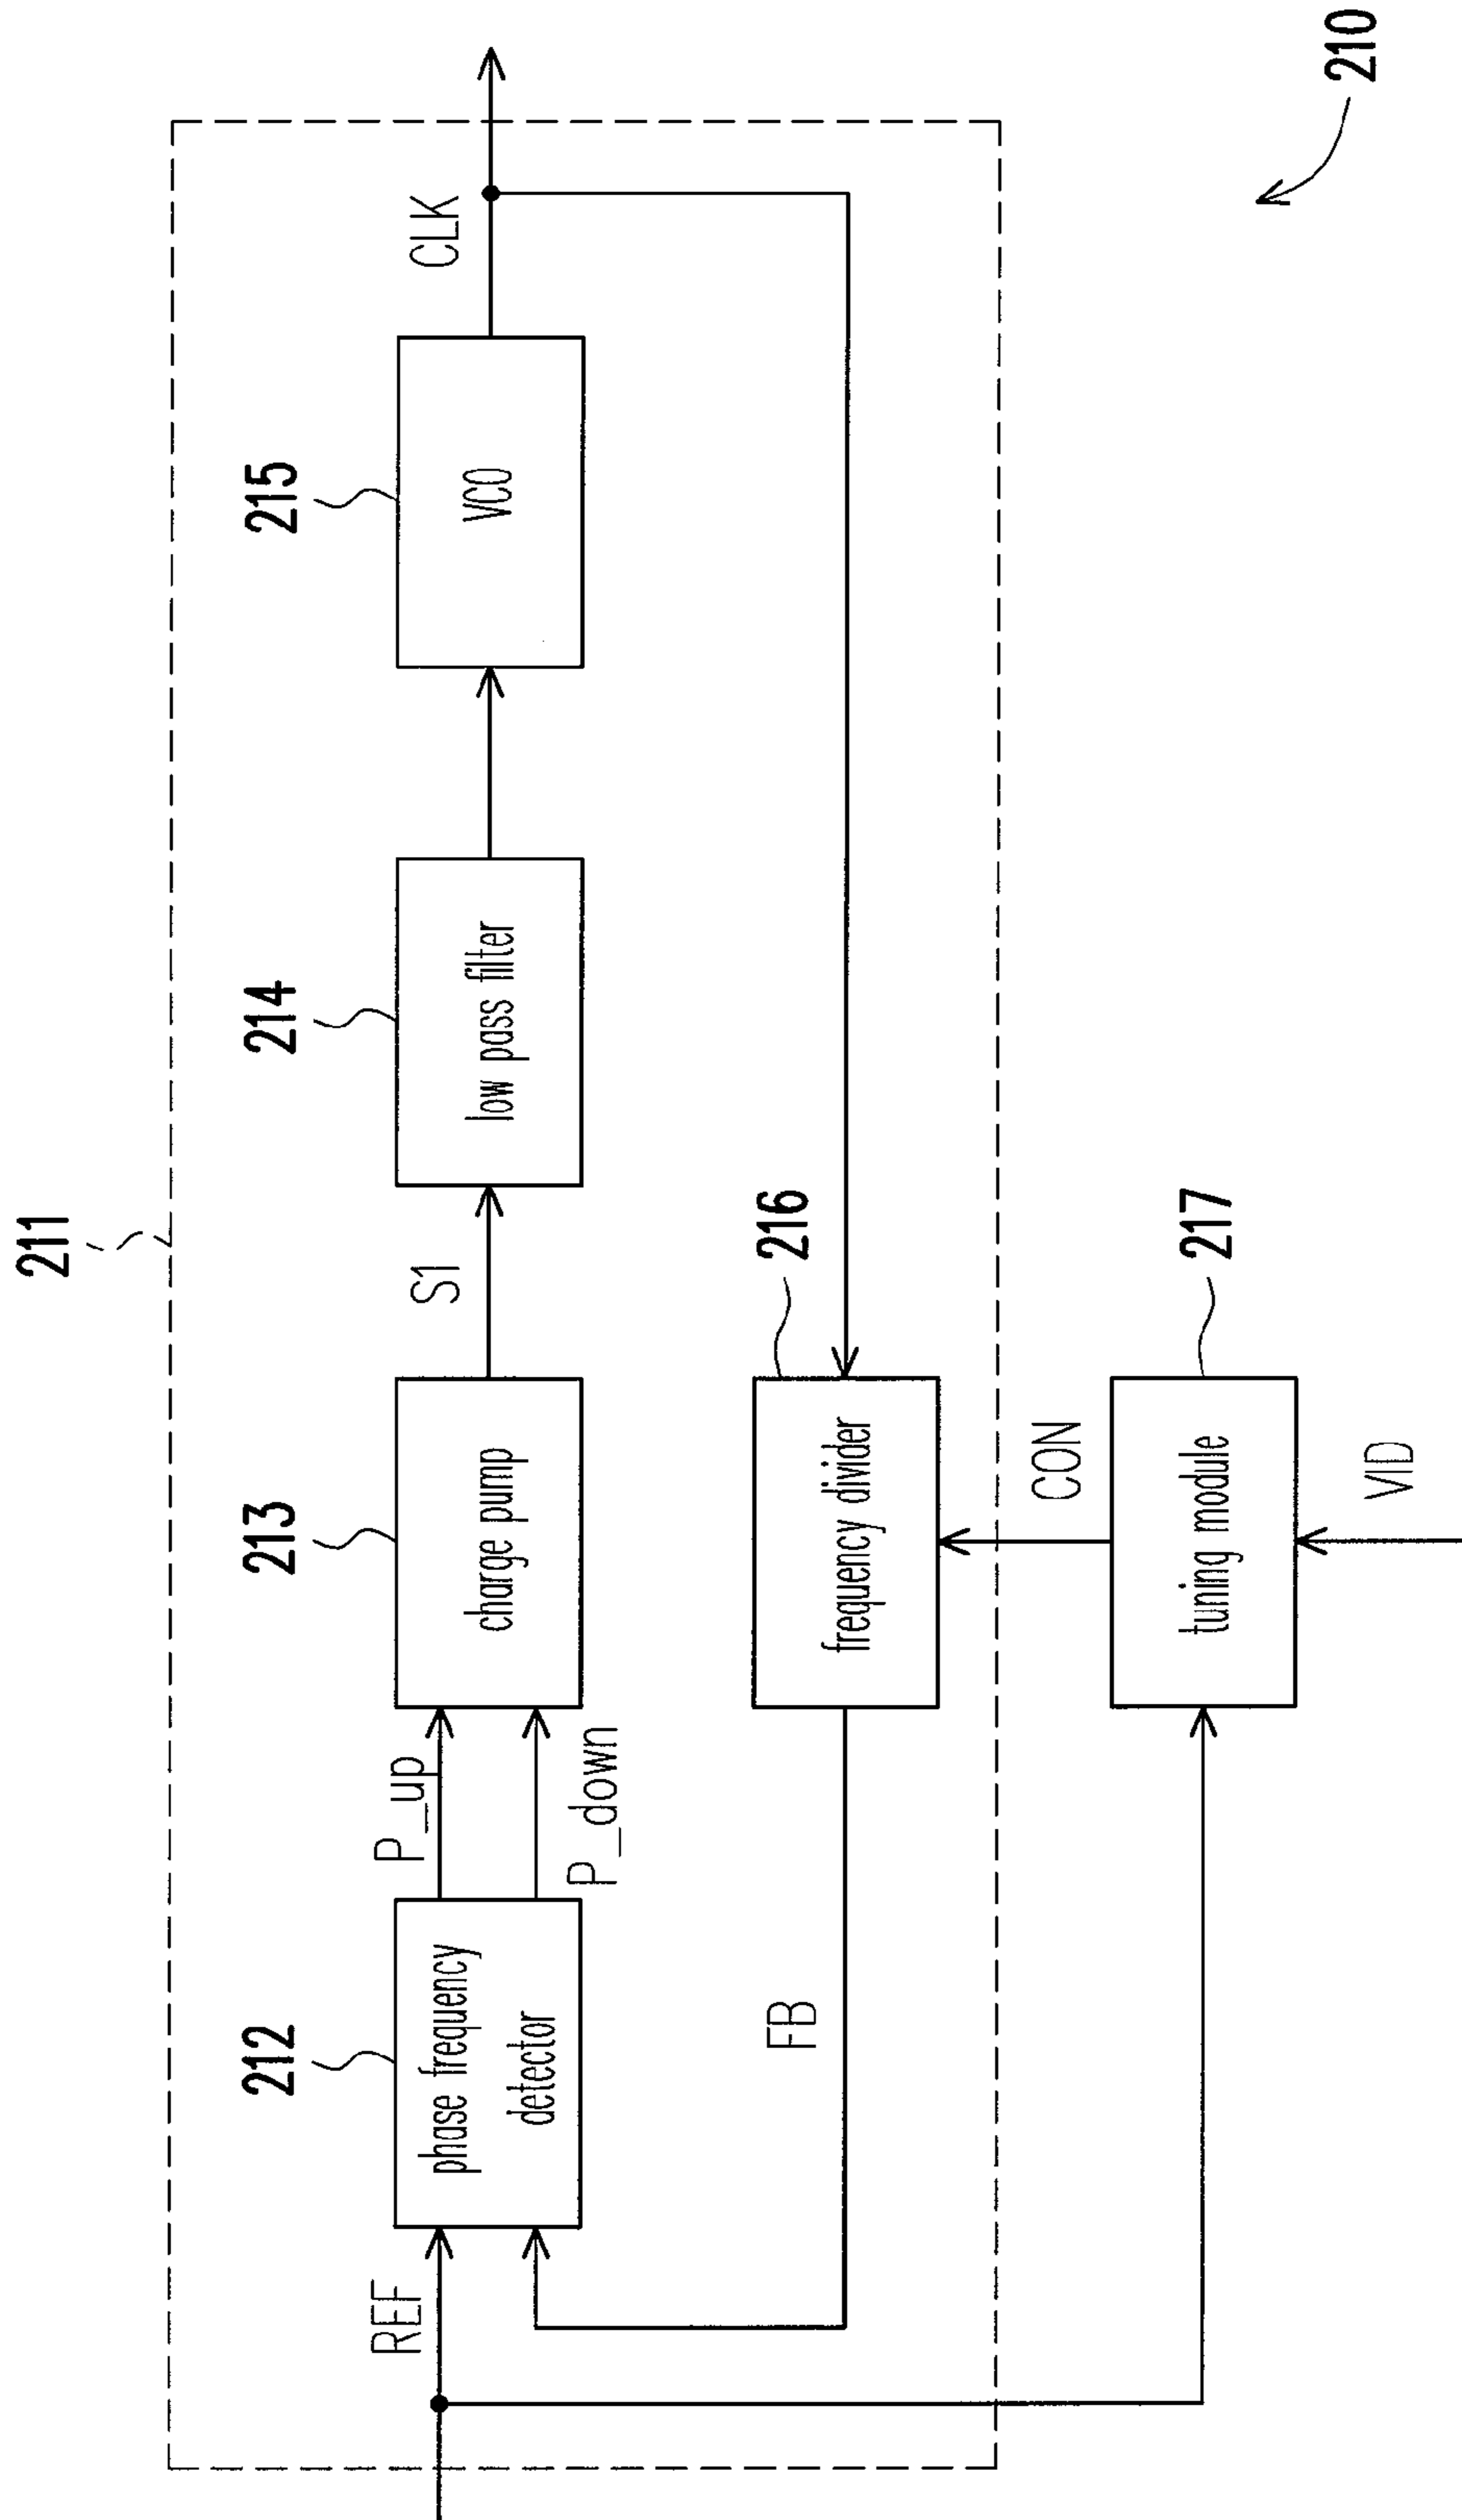 211
212
213
214
215
REF
phase frequency
detector
P_up
P_down
charge pump
S1
low pass filter
VCO
CLK
216
FB
frequency divider
CON
217
tuning module
VID
210